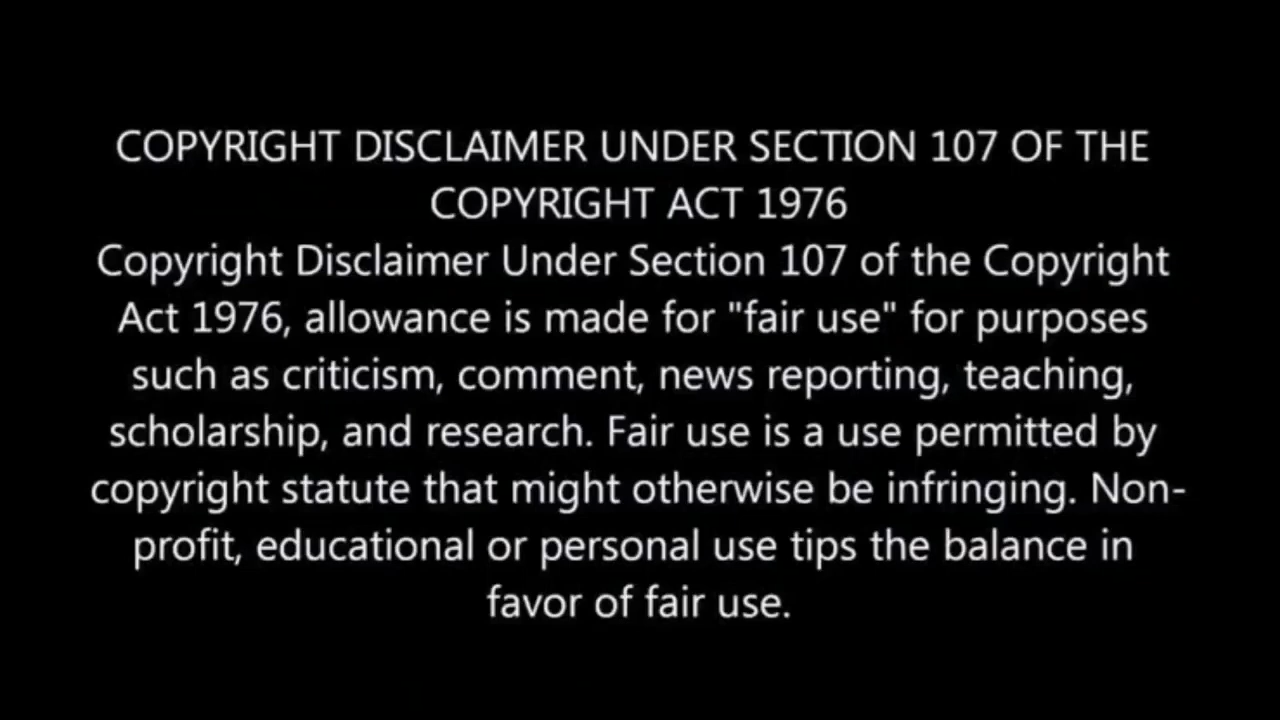 COPYRIGHT DISCLAIMER UNDER SECTION 107 OF THE
COPYRIGHT ACT 1976
Copyright Disclaimer Under Section 107 of the Copyright
Act 1976, allowance is made for "fair use" for purposes
such as criticism, comment, news reporting, teaching,
scholarship, and research. Fair use is a use permitted by
copyright statute that might otherwise be infringing. Non-
profit, educational or personal use tips the balance in
favor of fair use.